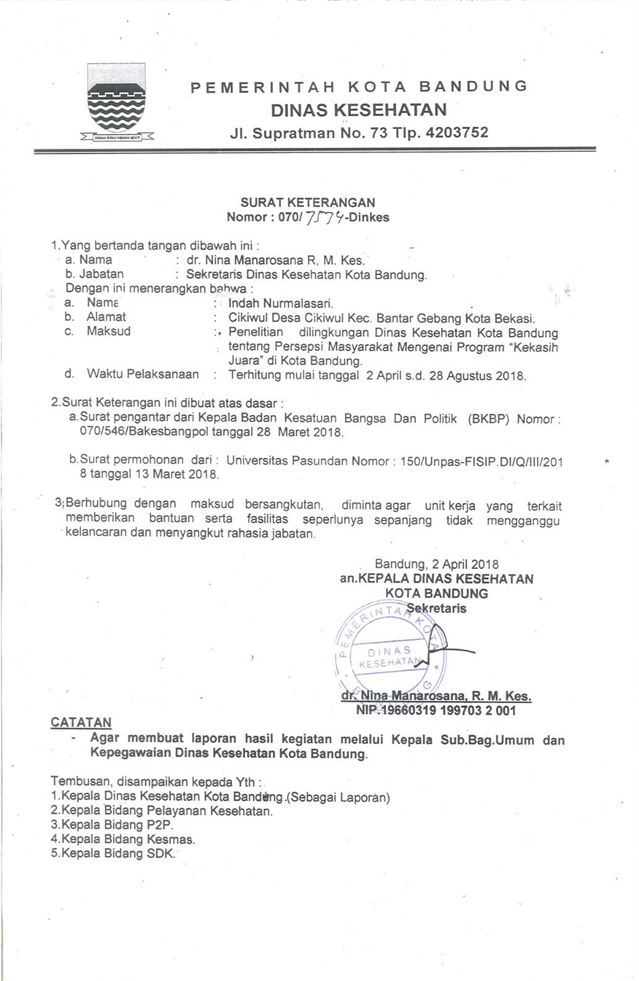 PEMERINTAH KOTA BANDUNG
DINAS KESEHATAN
Jl. Supratman No. 73 Tlp. 4203752
SURAT KETERANGAN
Nomor : 070/ 7574-Dinkes
1.Yang bertanda tangan dibawah ini :
a. Nama : dr. Nina Manarosana R, M. Kes.
b. Jabatan : Sekretaris Dinas Kesehatan Kota Bandung.
Dengan ini menerangkan bahwa :
a. Nama : Indah Nurmalasari.
b. Alamat : Cikiwul Desa Cikiwul Kec. Bantar Gebang Kota Bekasi.
c. Maksud : Penelitian dilingkungan Dinas Kesehatan Kota Bandung
tentang Persepsi Masyarakat Mengenai Program "Kekasih
Juara" di Kota Bandung.
d. Waktu Pelaksanaan : Terhitung mulai tanggal 2 April s.d. 28 Agustus 2018.
2.Surat Keterangan ini dibuat atas dasar :
a.Surat pengantar dari Kepala Badan Kesatuan Bangsa Dan Politik (BKBP) Nomor :
070/546/Bakesbangpol tanggal 28 Maret 2018.
b.Surat permohonan dari : Universitas Pasundan Nomor : 150/Unpas-FISIP.DI/Q/III/201
8 tanggal 13 Maret 2018.
3.Berhubung dengan maksud bersangkutan, diminta agar unit kerja yang terkait
memberikan bantuan serta fasilitas seperlunya sepanjang tidak mengganggu
kelancaran dan menyangkut rahasia jabatan.
Bandung, 2 April 2018
an.KEPALA DINAS KESEHATAN
KOTA BANDUNG
Sekretaris
PEMERINTAH KOTA
DINAS
KESEHATAN
dr. Nina Manarosana, R. M. Kes.
NIP.19660319 199703 2 001
CATATAN
- Agar membuat laporan hasil kegiatan melalui Kepala Sub.Bag.Umum dan
Kepegawaian Dinas Kesehatan Kota Bandung.
Tembusan, disampaikan kepada Yth :
1.Kepala Dinas Kesehatan Kota Bandung.(Sebagai Laporan)
2.Kepala Bidang Pelayanan Kesehatan.
3.Kepala Bidang P2P.
4.Kepala Bidang Kesmas.
5.Kepala Bidang SDK.